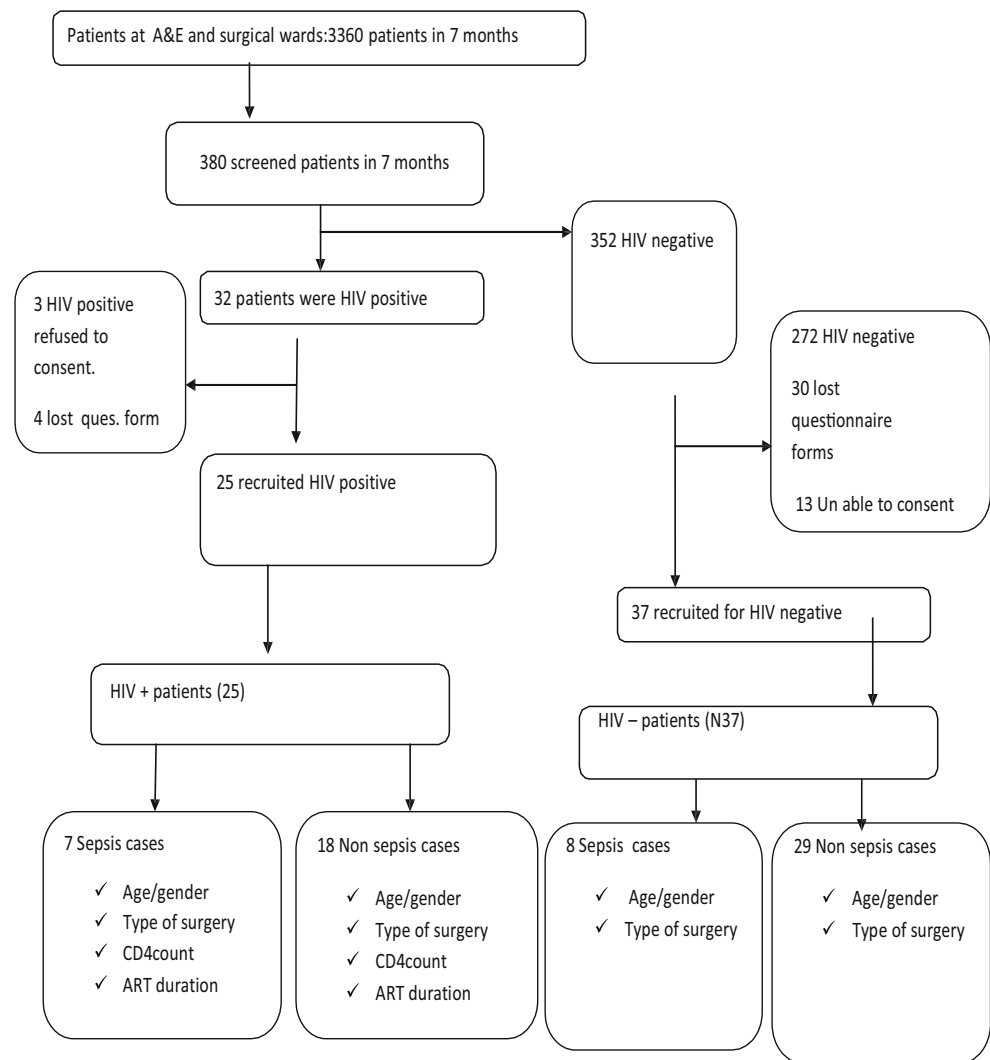 Patients at A&E and surgical wards:3360 patients in 7 months
380 screened patients in 7 months
352 HIV negative
32 patients were HIV positive
3 HIV positive
refused to
consent.
4 lost ques. form
272 HIV negative
30 lost
questionnaire
forms
13 Un able to consent
25 recruited HIV positive
37 recruited for HIV negative
HIV + patients (25)
HIV – patients (N37)
7 Sepsis cases
✓ Age/gender
✓ Type of surgery
✓ CD4count
✓ ART duration
18 Non sepsis cases
✓ Age/gender
✓ Type of surgery
✓ CD4count
✓ ART duration
8 Sepsis cases
✓ Age/gender
✓ Type of surgery
29 Non sepsis cases
✓ Age/gender
✓ Type of surgery